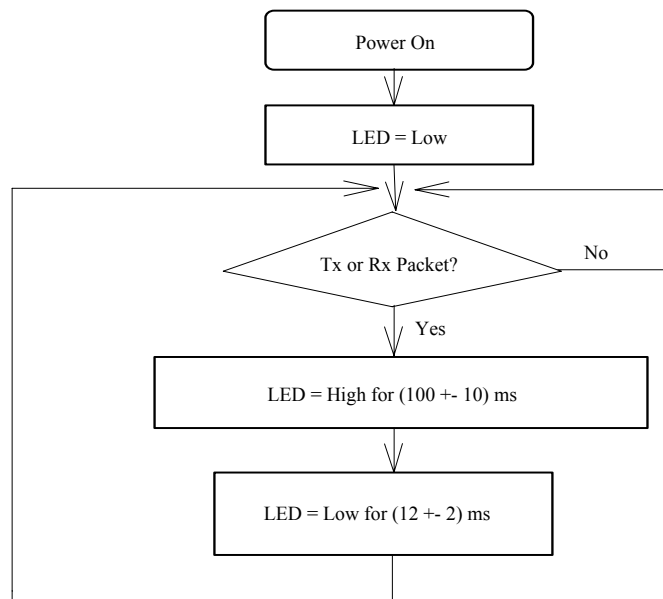 Power On
LED = Low
Tx or Rx Packet?
No
Yes
LED = High for (100 +- 10) ms
LED = Low for (12 +- 2) ms